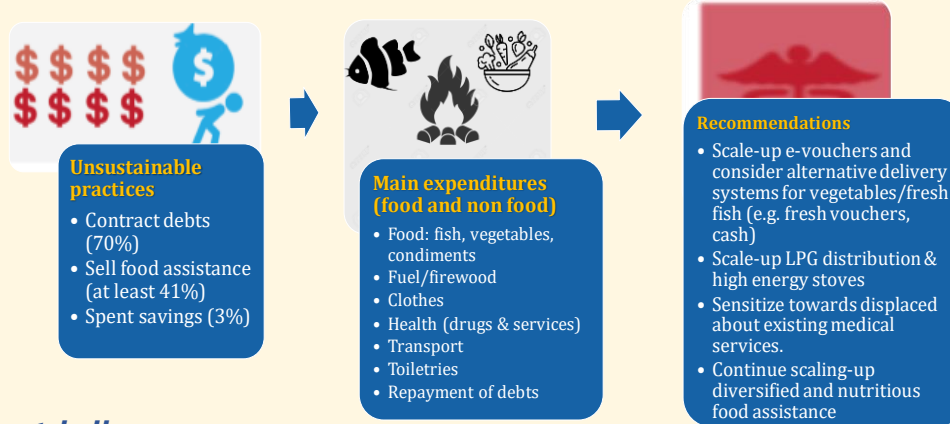 Unsustainable
practices
• Contract debts
(70%)
• Sell food assistance
(at least 41%)
• Spent savings (3%)
Main expenditures
(food and non food)
• Food: fish, vegetables,
condiments
• Fuel/firewood
• Clothes
• Health (drugs & services)
• Transport
• Toiletries
• Repayment of debts
Recommendations
• Scale-up e-vouchers and
consider alternative delivery
systems for vegetables/fresh
fish (e.g. fresh vouchers,
cash)
• Scale-up LPG distribution &
high energy stoves
• Sensitize towards displaced
about existing medical
services.
• Continue scaling-up
diversified and nutritious
food assistance